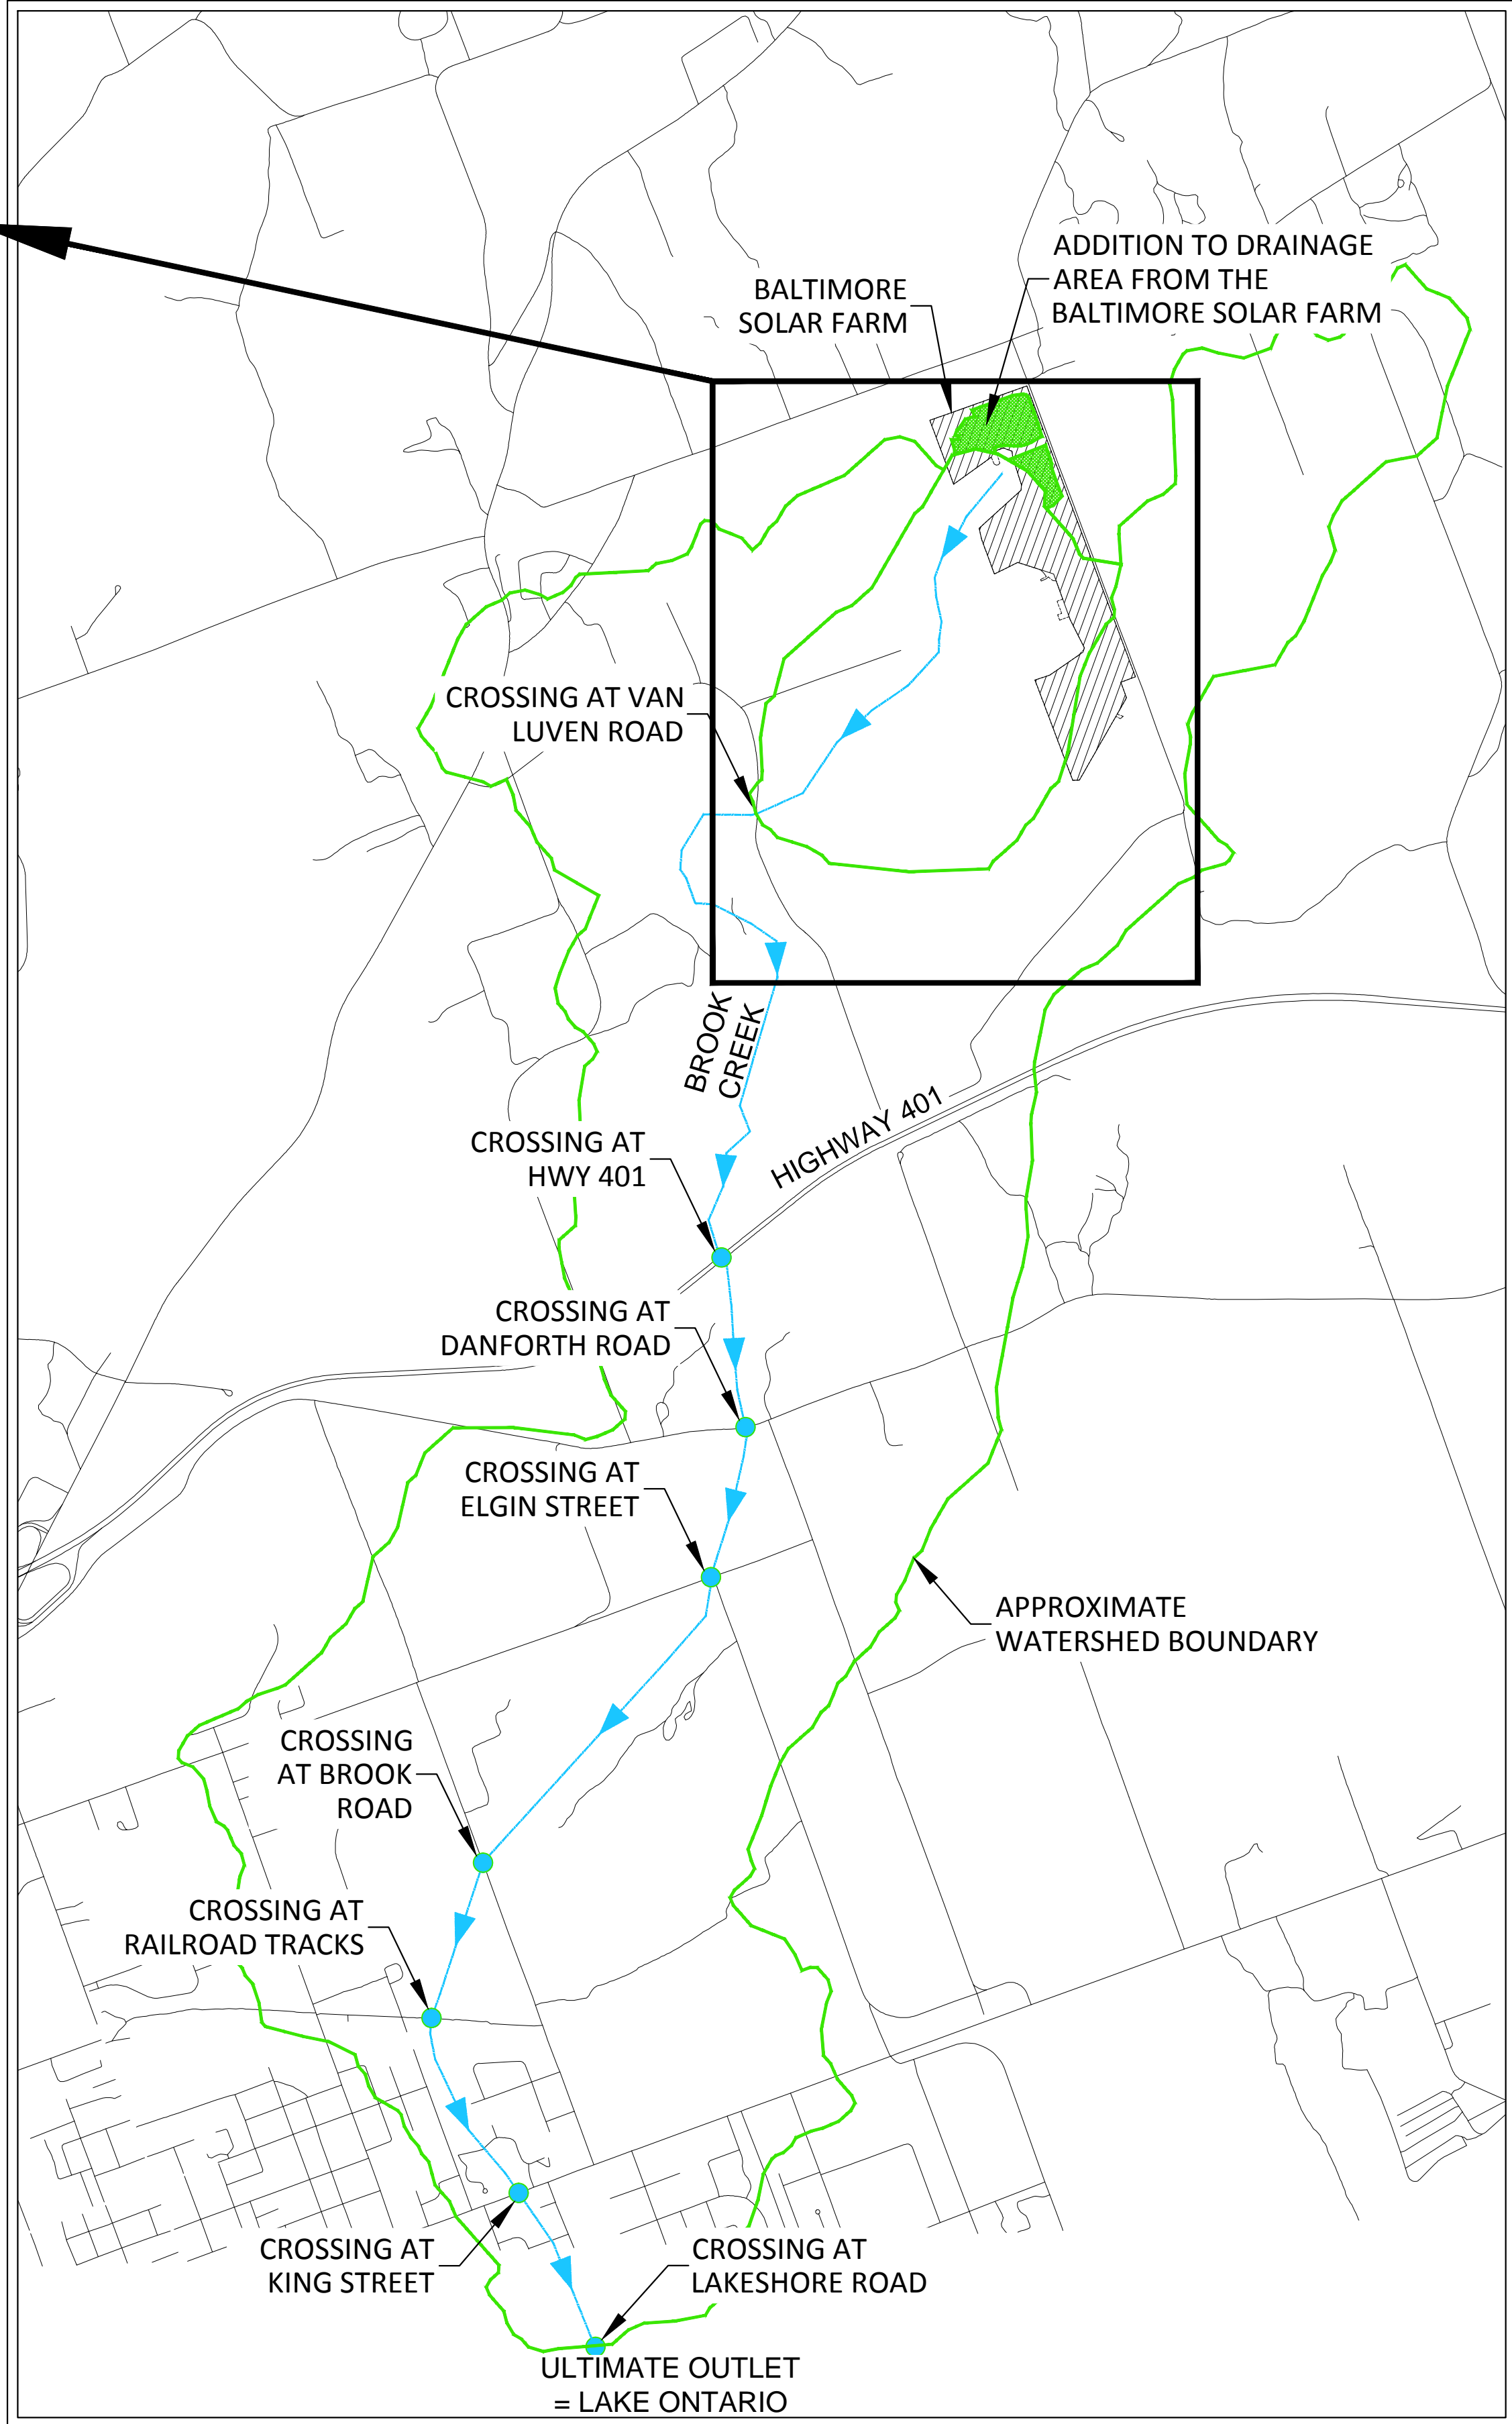 ADDITION TO DRAINAGE
AREA FROM THE
BALTIMORE SOLAR FARM
BALTIMORE
SOLAR FARM
CROSSING AT VAN
LUVEN ROAD
BROOK
CREEK
HIGHWAY 401
CROSSING AT
HWY 401
CROSSING AT
DANFORTH ROAD
CROSSING AT
ELGIN STREET
APPROXIMATE
WATERSHED BOUNDARY
CROSSING
AT BROOK
ROAD
CROSSING AT
RAILROAD TRACKS
CROSSING AT
KING STREET
CROSSING AT
LAKESHORE ROAD
ULTIMATE OUTLET
= LAKE ONTARIO